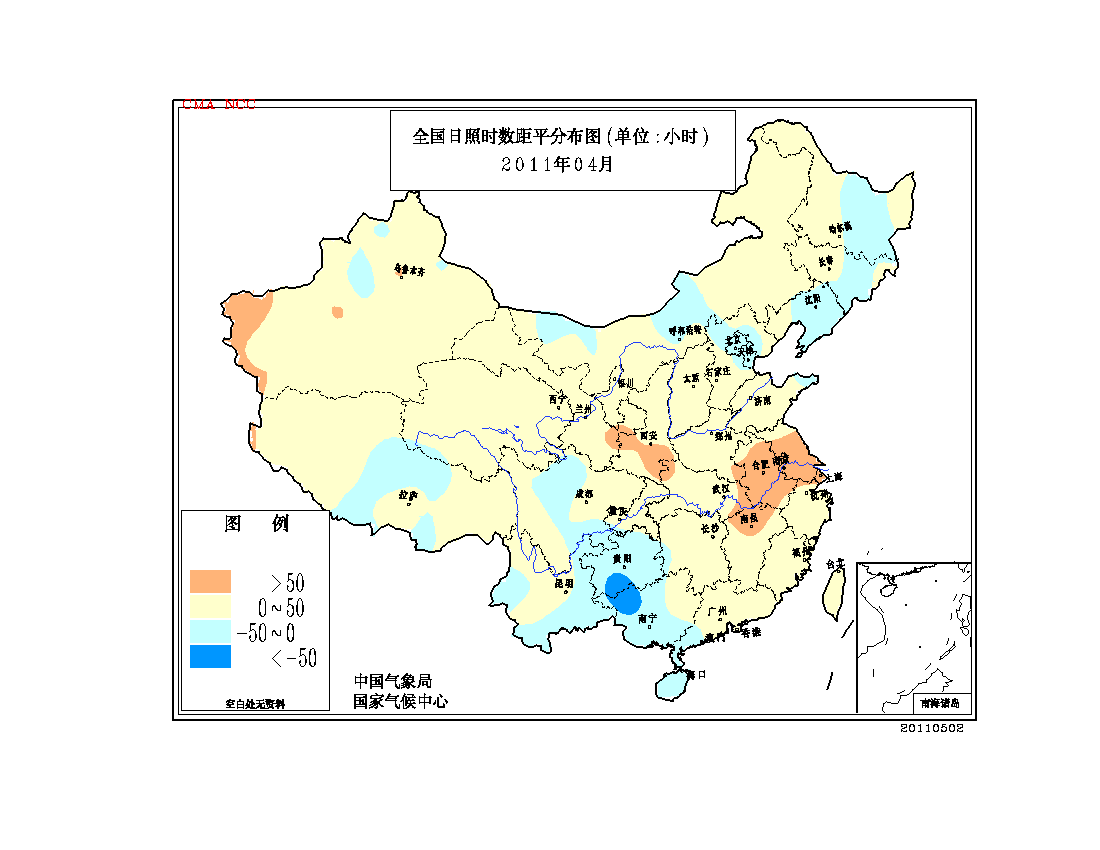 CMA NCC
全国日照时数距平分布图(单位:小时)
2011年04月
哈尔滨
长春
沈阳
乌鲁木齐
呼和浩特
北京
天津
银川
太原
石家庄
西宁
兰州
济南
西安
郑州
合肥
南京
上海
成都
武汉
杭州
拉萨
重庆
长沙
南昌
贵阳
福州
昆明
台北
南宁
广州
澳门
香港
海口
图 例
>50
0~50
-50~0
<-50
空白处无资料
中国气象局
国家气候中心
南海诸岛
20110502